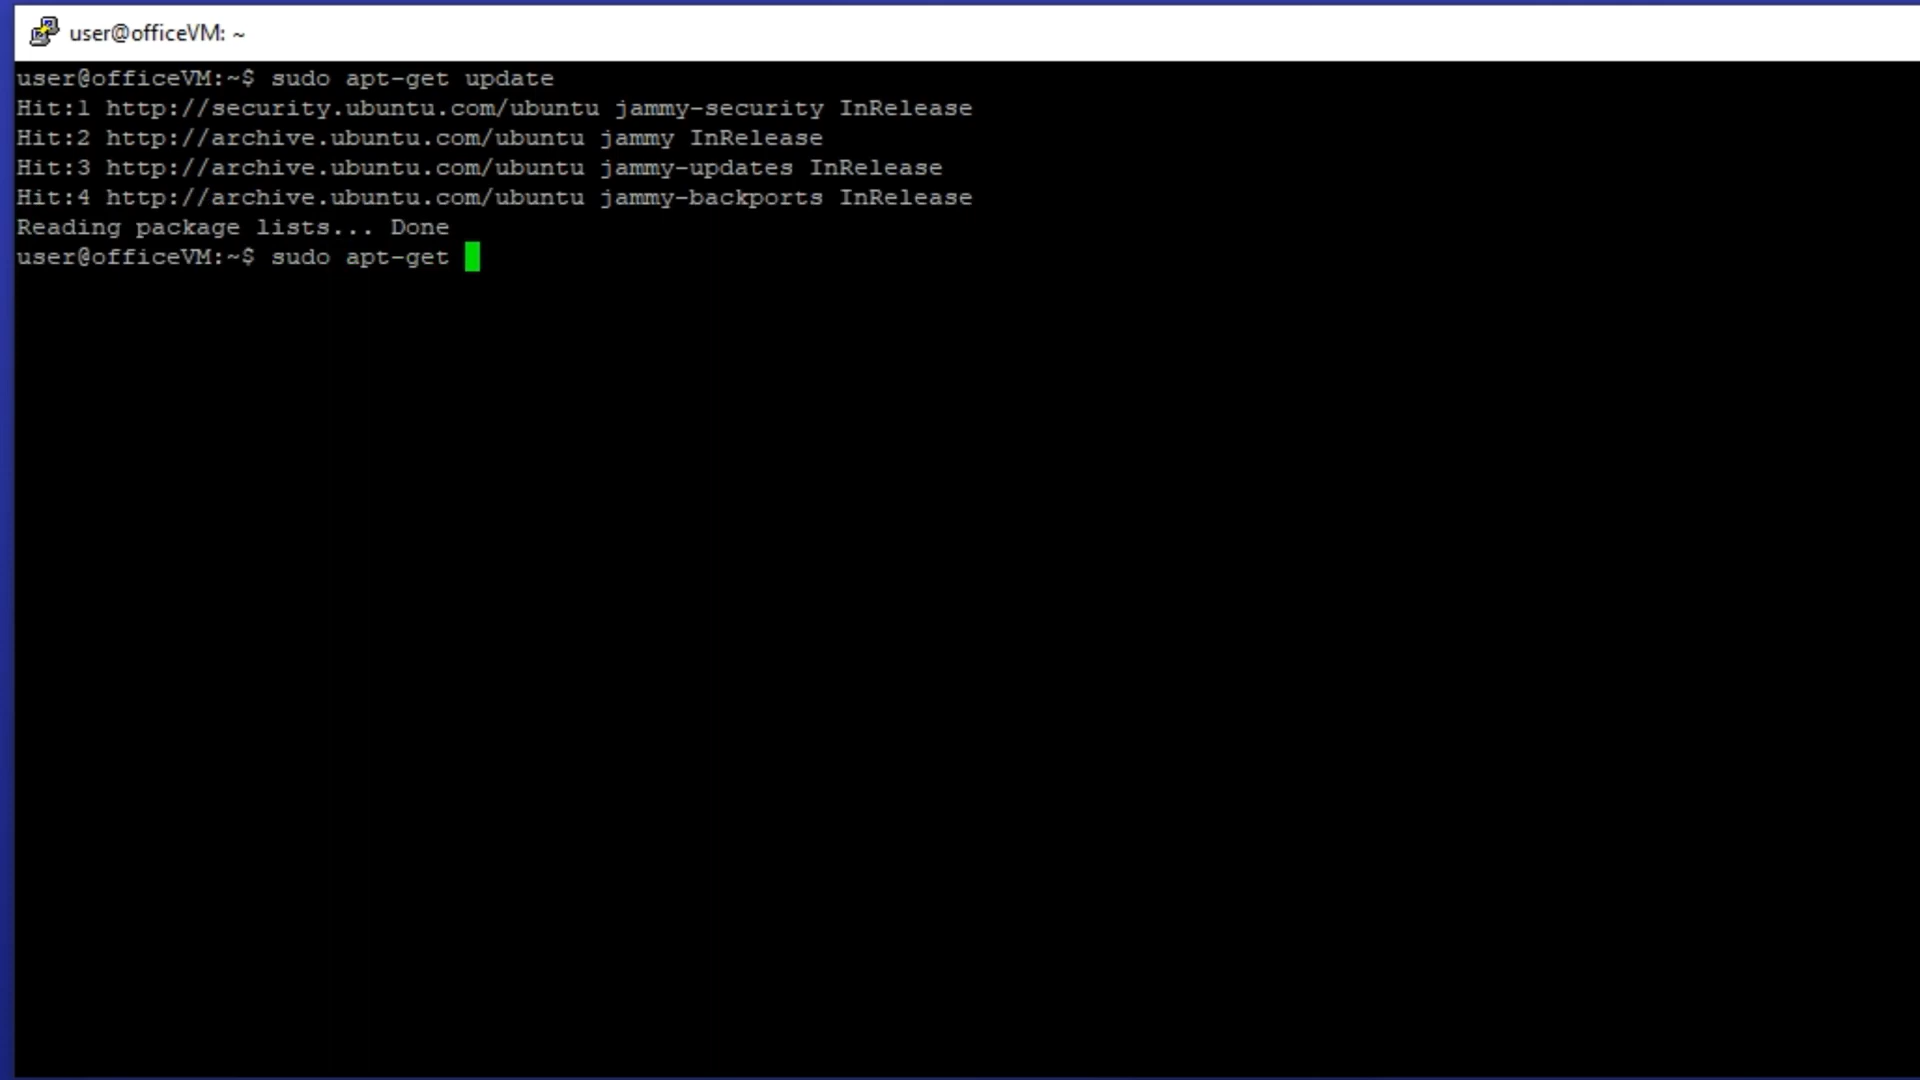 user@officeVM: ~
user@officeVM:~$ sudo apt-get update
Hit:1 http://security.ubuntu.com/ubuntu jammy-security InRelease
Hit:2 http://archive.ubuntu.com/ubuntu jammy InRelease
Hit:3 http://archive.ubuntu.com/ubuntu jammy-updates InRelease
Hit:4 http://archive.ubuntu.com/ubuntu jammy-backports InRelease
Reading package lists... Done
user@officeVM:~$ sudo apt-get